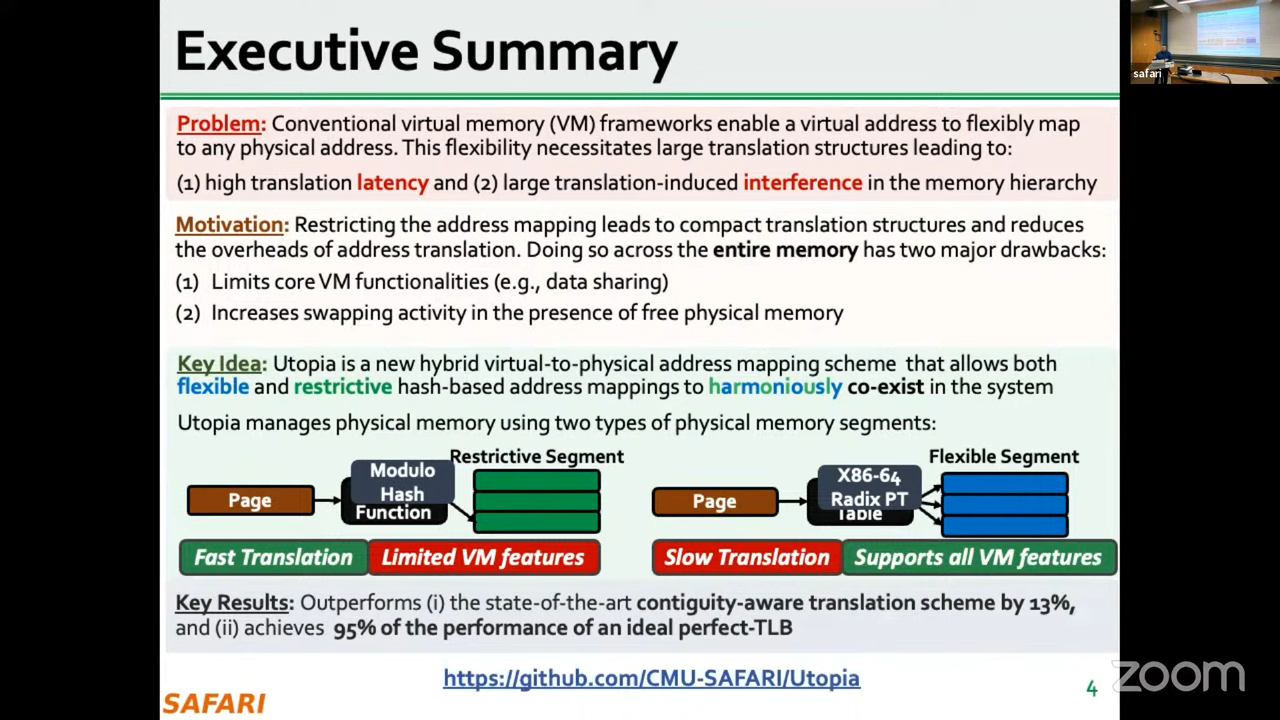 Executive Summary
safari
Problem: Conventional virtual memory (VM) frameworks enable a virtual address to flexibly map
to any physical address. This flexibility necessitates large translation structures leading to:
(1) high translation latency and (2) large translation-induced interference in the memory hierarchy
Motivation: Restricting the address mapping leads to compact translation structures and reduces
the overheads of address translation. Doing so across the entire memory has two major drawbacks:
(1) Limits core VM functionalities (e.g., data sharing)
(2) Increases swapping activity in the presence of free physical memory
Key Idea: Utopia is a new hybrid virtual-to-physical address mapping scheme that allows both
flexible and restrictive hash-based address mappings to harmoniously co-exist in the system
Utopia manages physical memory using two types of physical memory segments:
Restrictive Segment
Page
Modulo
Hash
Function
Fast Translation
Limited VM features
Flexible Segment
Page
X86-64
Radix PT
Table
Slow Translation
Supports all VM features
Key Results: Outperforms (i) the state-of-the-art contiguity-aware translation scheme by 13%,
and (ii) achieves 95% of the performance of an ideal perfect-TLB
https://github.com/CMU-SAFARI/Utopia
SAFARI
4
zoom